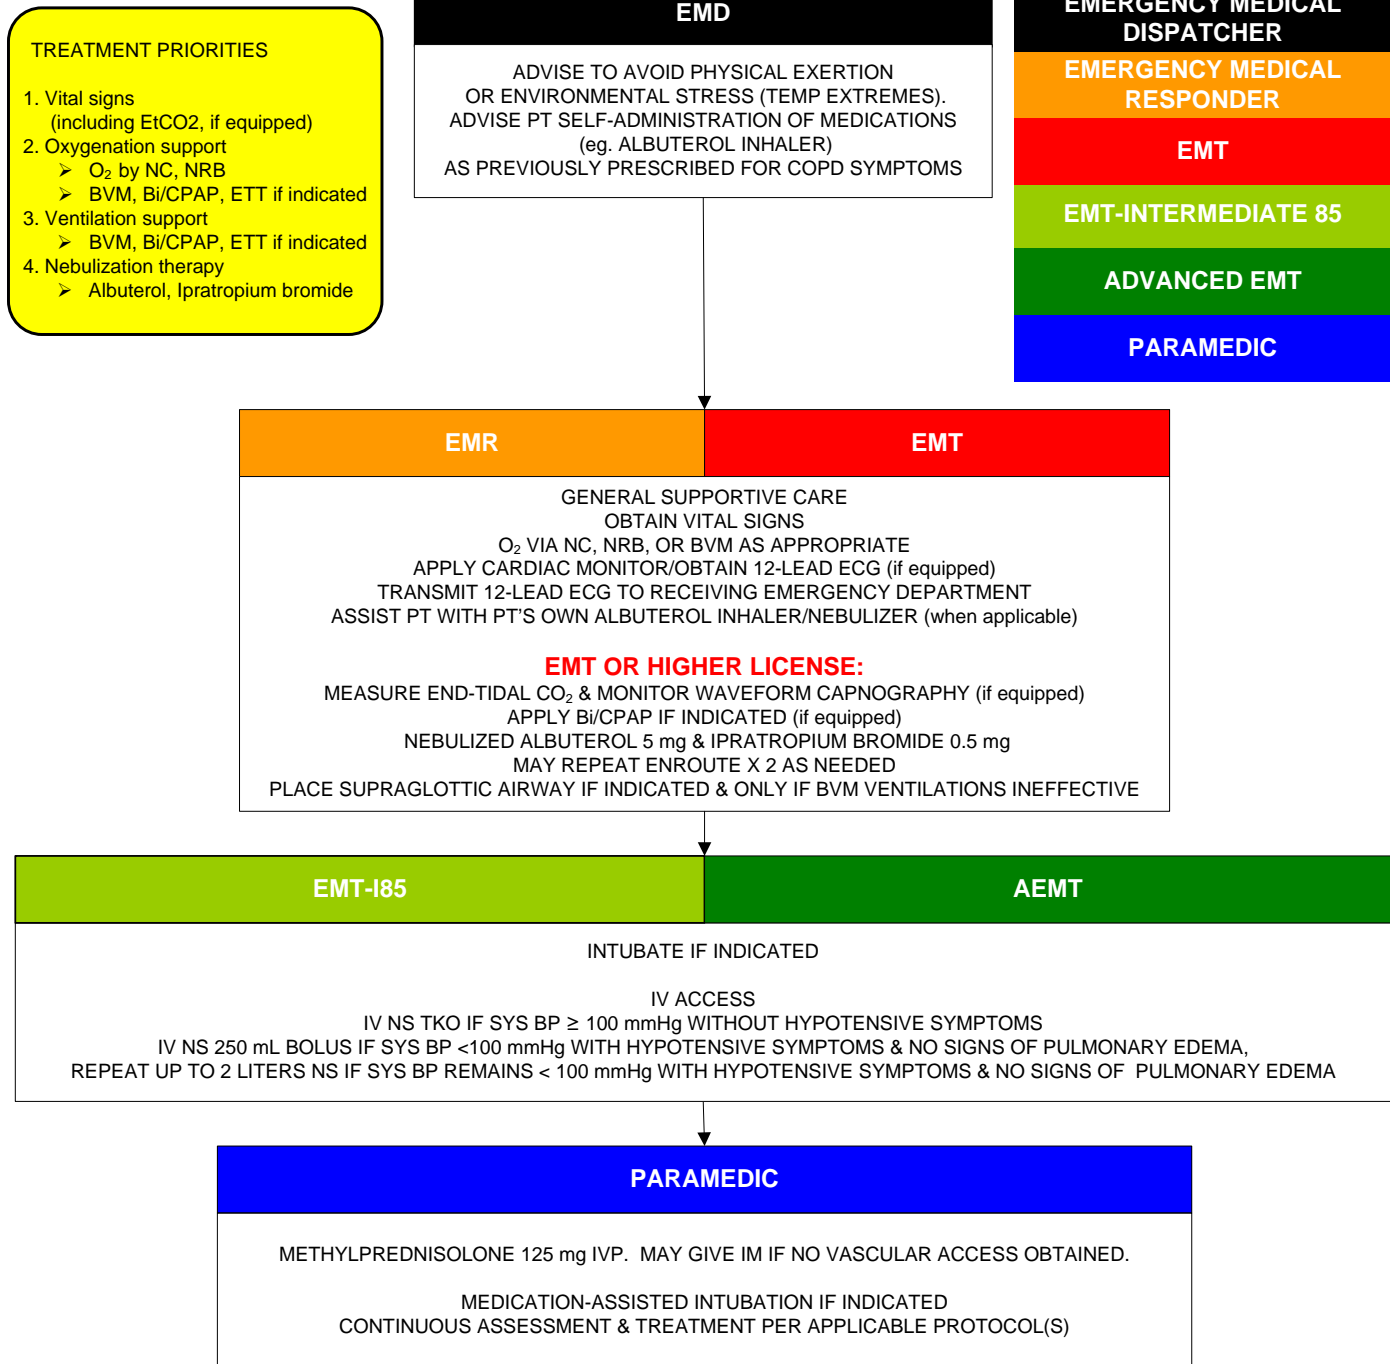 TREATMENT PRIORITIES
1. Vital signs
(including EtCO2, if equipped)
2. Oxygenation support
➢ O₂ by NC, NRB
➢ BVM, Bi/CPAP, ETT if indicated
3. Ventilation support
➢ BVM, Bi/CPAP, ETT if indicated
4. Nebulization therapy
➢ Albuterol, Ipratropium bromide
EMD
ADVISE TO AVOID PHYSICAL EXERTION
OR ENVIRONMENTAL STRESS (TEMP EXTREMES).
ADVISE PT SELF-ADMINISTRATION OF MEDICATIONS
(eg. ALBUTEROL INHALER)
AS PREVIOUSLY PRESCRIBED FOR COPD SYMPTOMS
EMERGENCY MEDICAL
DISPATCHER
EMERGENCY MEDICAL
RESPONDER
EMT
EMT-INTERMEDIATE 85
ADVANCED EMT
PARAMEDIC
EMR
EMT
GENERAL SUPPORTIVE CARE
OBTAIN VITAL SIGNS
O₂ VIA NC, NRB, OR BVM AS APPROPRIATE
APPLY CARDIAC MONITOR/OBTAIN 12-LEAD ECG (if equipped)
TRANSMIT 12-LEAD ECG TO RECEIVING EMERGENCY DEPARTMENT
ASSIST PT WITH PT'S OWN ALBUTEROL INHALER/NEBULIZER (when applicable)
EMT OR HIGHER LICENSE:
MEASURE END-TIDAL CO₂ & MONITOR WAVEFORM CAPNOGRAPHY (if equipped)
APPLY Bi/CPAP IF INDICATED (if equipped)
NEBULIZED ALBUTEROL 5 mg & IPRATROPIUM BROMIDE 0.5 mg
MAY REPEAT ENROUTE X 2 AS NEEDED
PLACE SUPRAGLOTTIC AIRWAY IF INDICATED & ONLY IF BVM VENTILATIONS INEFFECTIVE
EMT-I85
AEMT
INTUBATE IF INDICATED
IV ACCESS
IV NS TKO IF SYS BP ≥ 100 mmHg WITHOUT HYPOTENSIVE SYMPTOMS
IV NS 250 mL BOLUS IF SYS BP <100 mmHg WITH HYPOTENSIVE SYMPTOMS & NO SIGNS OF PULMONARY EDEMA,
REPEAT UP TO 2 LITERS NS IF SYS BP REMAINS < 100 mmHg WITH HYPOTENSIVE SYMPTOMS & NO SIGNS OF PULMONARY EDEMA
PARAMEDIC
METHYLPREDNISOLONE 125 mg IVP. MAY GIVE IM IF NO VASCULAR ACCESS OBTAINED.
MEDICATION-ASSISTED INTUBATION IF INDICATED
CONTINUOUS ASSESSMENT & TREATMENT PER APPLICABLE PROTOCOL(S)